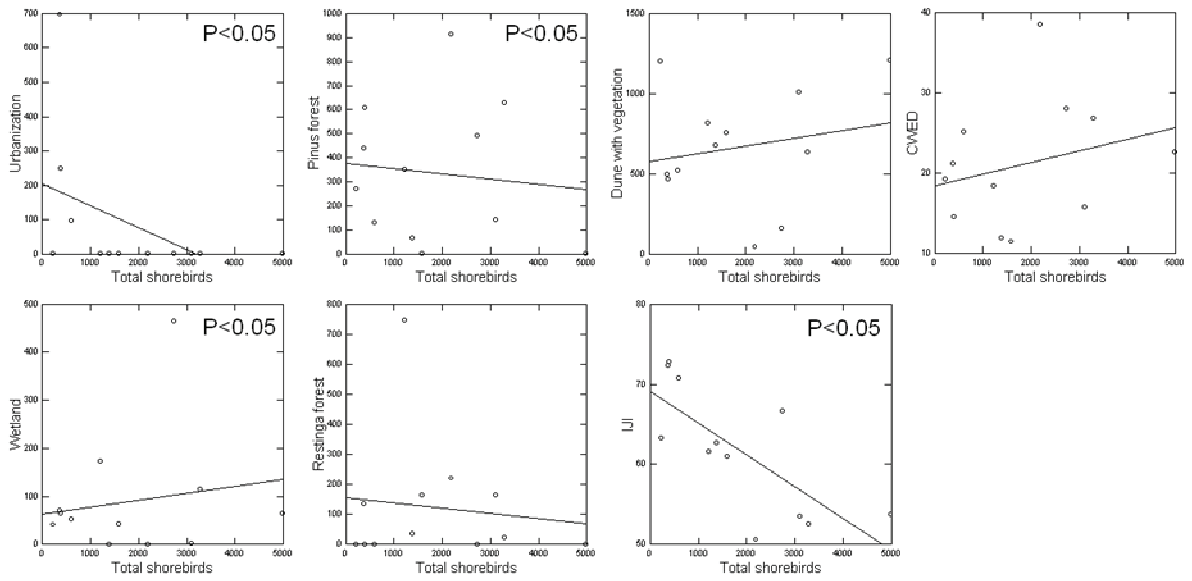 P<0.05
Urbanization
700
600
500
400
300
200
100
0
0 1000 2000 3000 4000 5000
Total shorebirds
P<0.05
Pinus forest
1000
900
800
700
600
500
400
300
200
100
0
0 1000 2000 3000 4000 5000
Total shorebirds
Dune with vegetation
1500
1000
500
0
0 1000 2000 3000 4000 5000
Total shorebirds
CWED
40
30
20
10
0 1000 2000 3000 4000 5000
Total shorebirds
P<0.05
Wetland
500
400
300
200
100
0
0 1000 2000 3000 4000 5000
Total shorebirds
Restinga forest
800
700
600
500
400
300
200
100
0
0 1000 2000 3000 4000 5000
Total shorebirds
P<0.05
IJI
80
70
60
50
0 1000 2000 3000 4000 5000
Total shorebirds